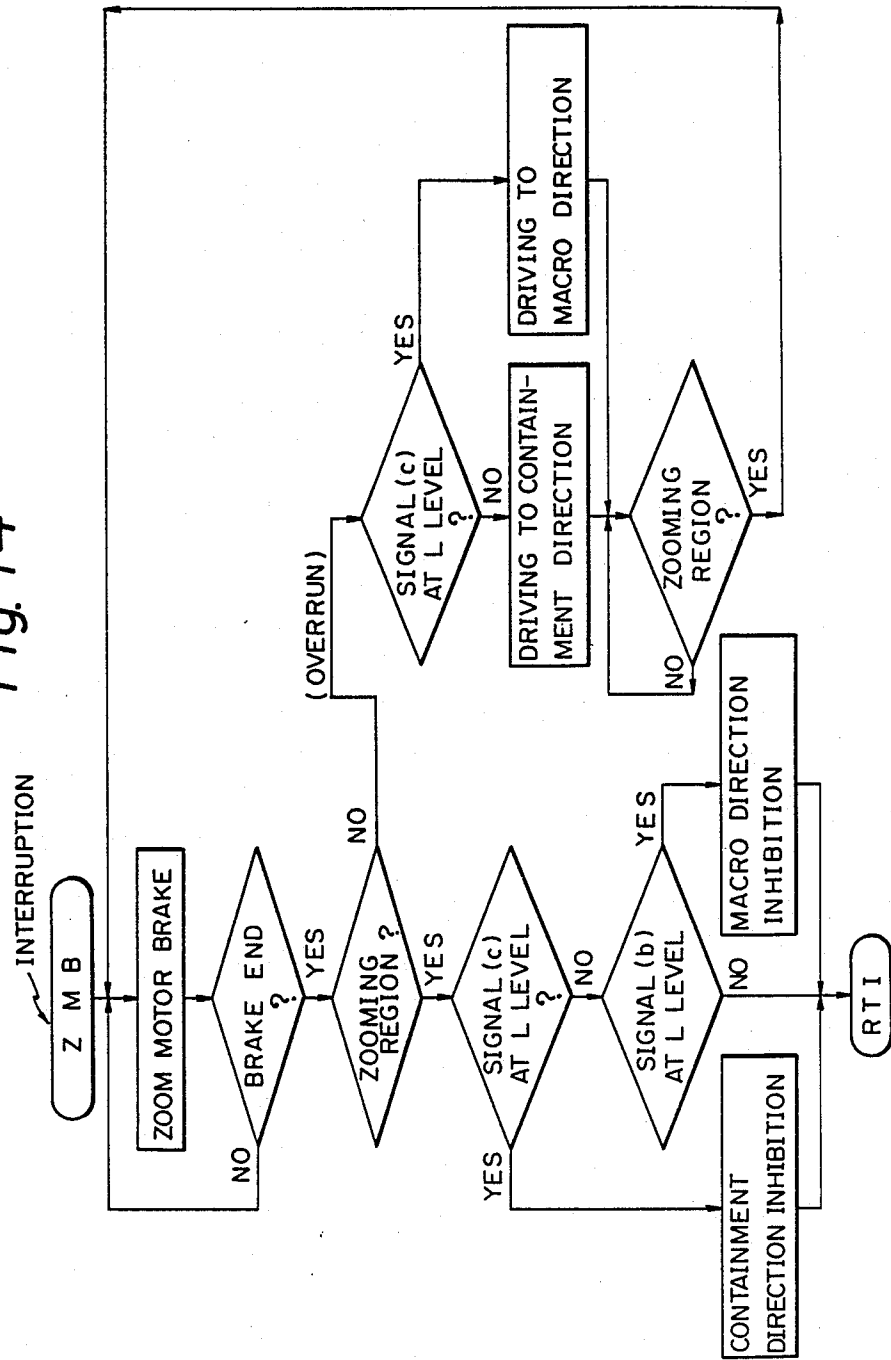 Fig. 14
INTERRUPTION
Z M B
ZOOM MOTOR BRAKE
BRAKE END
?
NO
YES
ZOOMING
REGION ?
NO
(OVERRUN)
YES
SIGNAL (c)
AT L LEVEL
?
YES
NO
SIGNAL (b)
AT L LEVEL
YES
NO
CONTAINMENT
DIRECTION INHIBITION
MACRO DIRECTION
INHIBITION
RTI
SIGNAL (c)
AT L LEVEL
?
YES
NO
DRIVING TO CONTAIN-
MENT DIRECTION
DRIVING TO
MACRO DIRECTION
ZOOMING
REGION
?
NO
YES